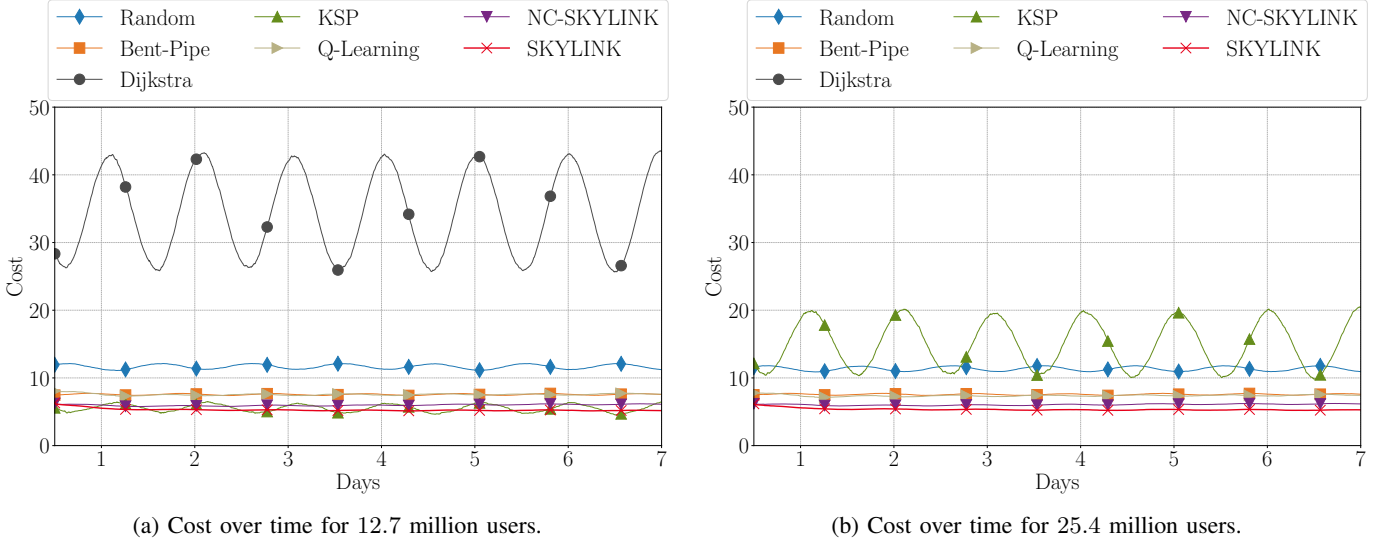 Random KSP NC-SKYLINK
Bent-Pipe Q-Learning SKYLINK
Dijkstra
50
40
30
20
10
0
Cost
1 2 3 4 5 6 7
Days
(a) Cost over time for 12.7 million users.
Random KSP NC-SKYLINK
Bent-Pipe Q-Learning SKYLINK
Dijkstra
50
40
30
20
10
0
Cost
1 2 3 4 5 6 7
Days
(b) Cost over time for 25.4 million users.